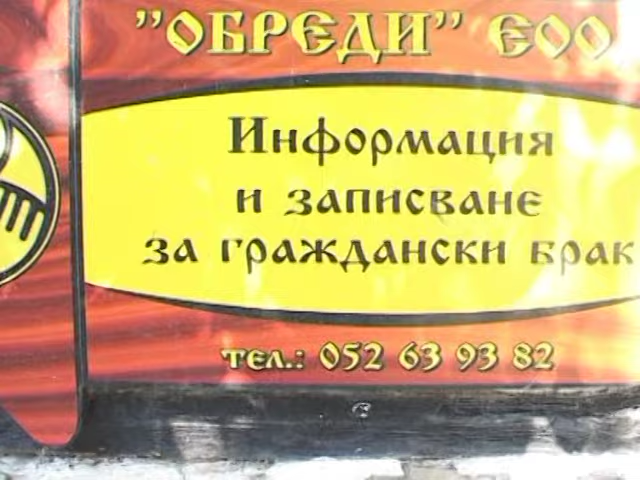 "ОБРЕДИ" ЕОО
Информация
и записване
за граждански брак
тел.: 052 63 93 82